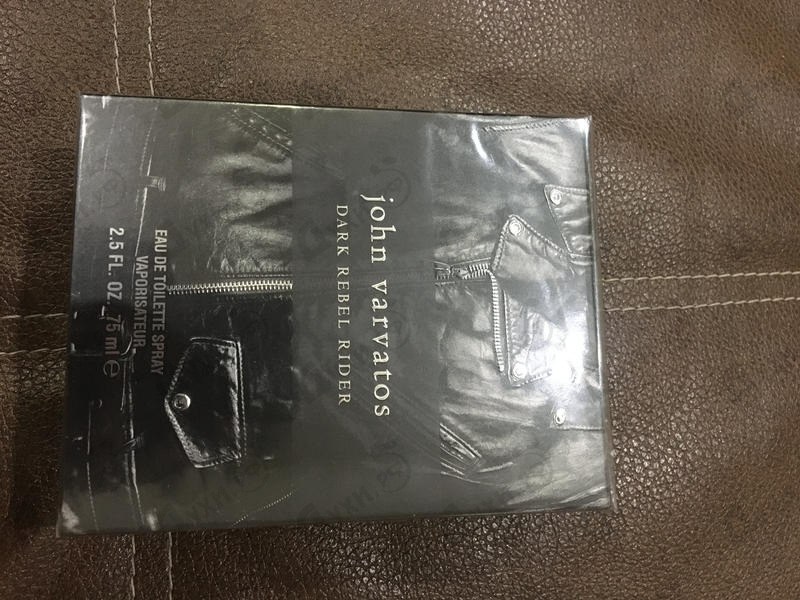 john varvatos
DARK REBEL RIDER
EAU DE TOILETTE SPRAY
VAPORISATEUR
2.5 FL. OZ. 75 ml ℮